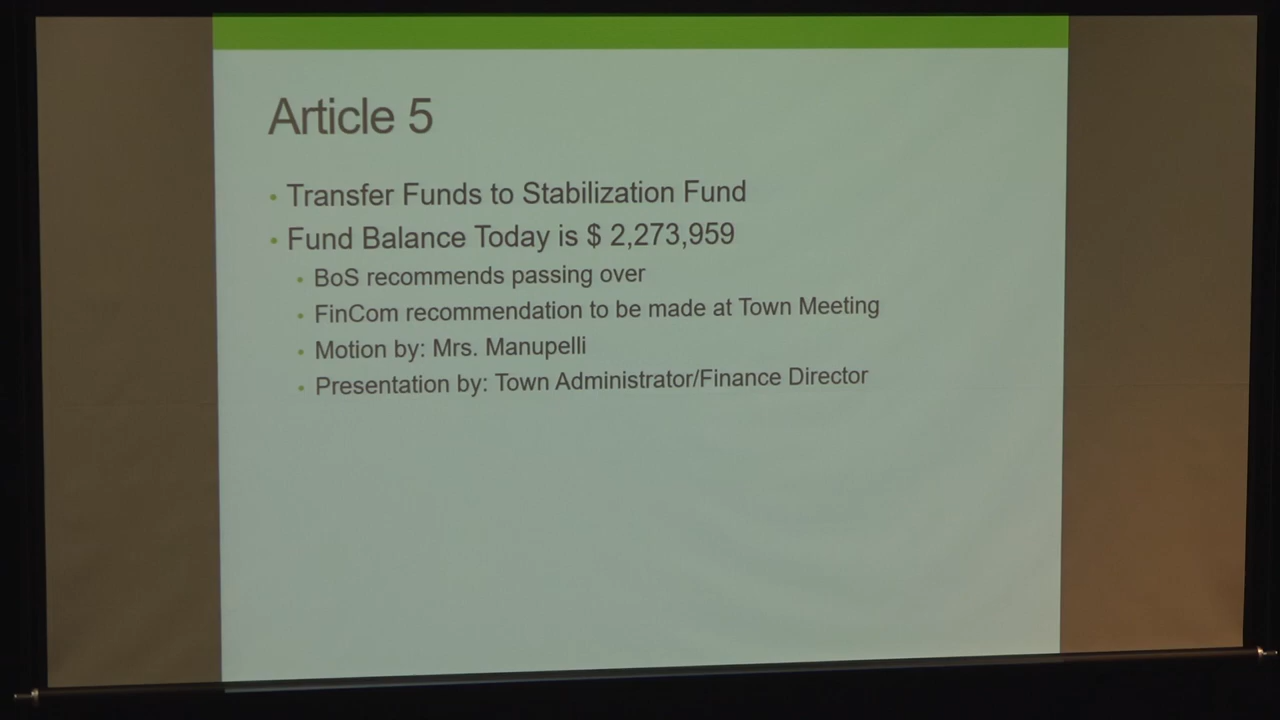 Article 5
• Transfer Funds to Stabilization Fund
• Fund Balance Today is $ 2,273,959
• BoS recommends passing over
• FinCom recommendation to be made at Town Meeting
• Motion by: Mrs. Manupelli
• Presentation by: Town Administrator/Finance Director